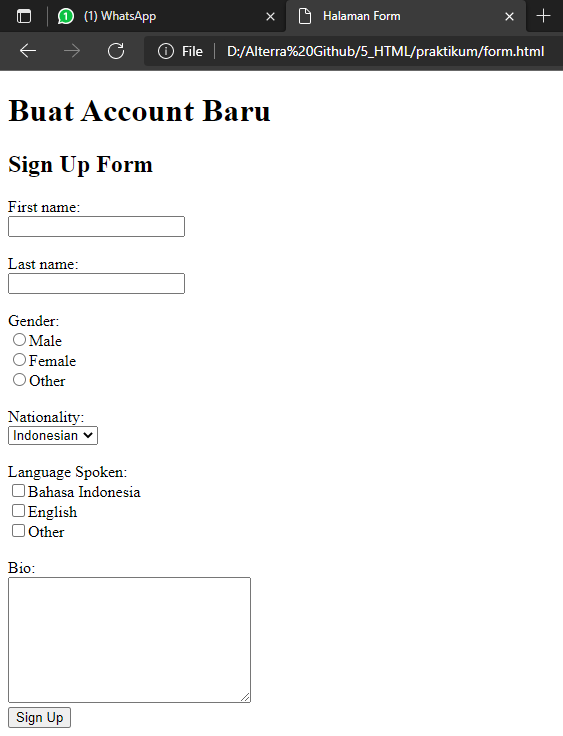 (1) WhatsApp
Halaman Form
File
D:/Alterra%20Github/5_HTML/praktikum/form.html
Buat Account Baru
Sign Up Form
First name:
Last name:
Gender:
Male
Female
Other
Nationality:
Indonesian
Language Spoken:
Bahasa Indonesia
English
Other
Bio:
Sign Up